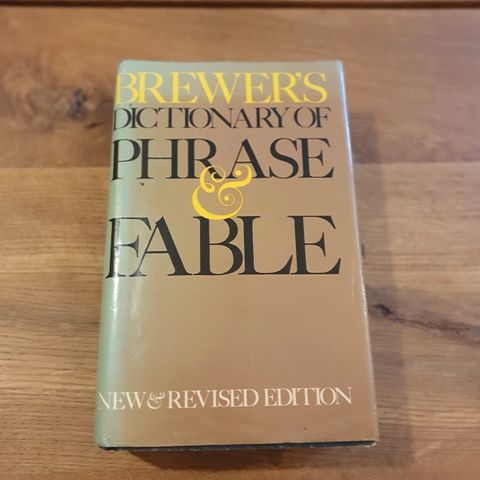 BREWER'S
DICTIONARY OF
PHRASE
&
FABLE
NEW & REVISED EDITION